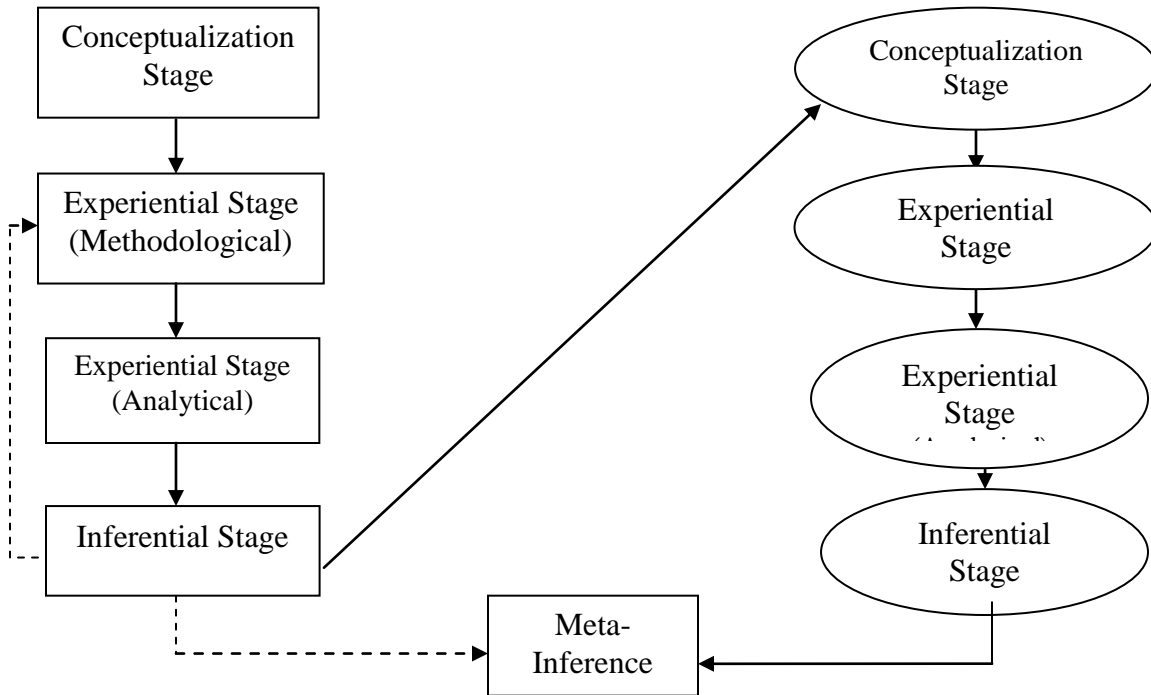 Conceptualization
Stage
Experiential Stage
(Methodological)
Experiential Stage
(Analytical)
Inferential Stage
Conceptualization
Stage
Experiential
Stage
Experiential
Stage
Inferential
Stage
Meta-
Inference